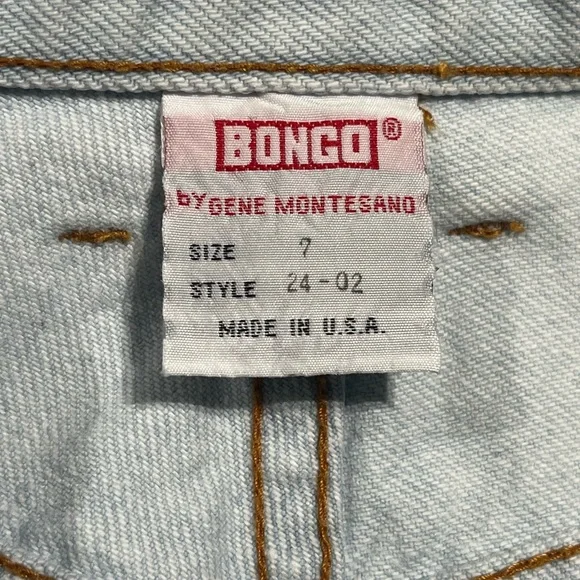 BONGO®
by GENE MONTESANO
SIZE 7
STYLE 24-02
MADE IN U.S.A.